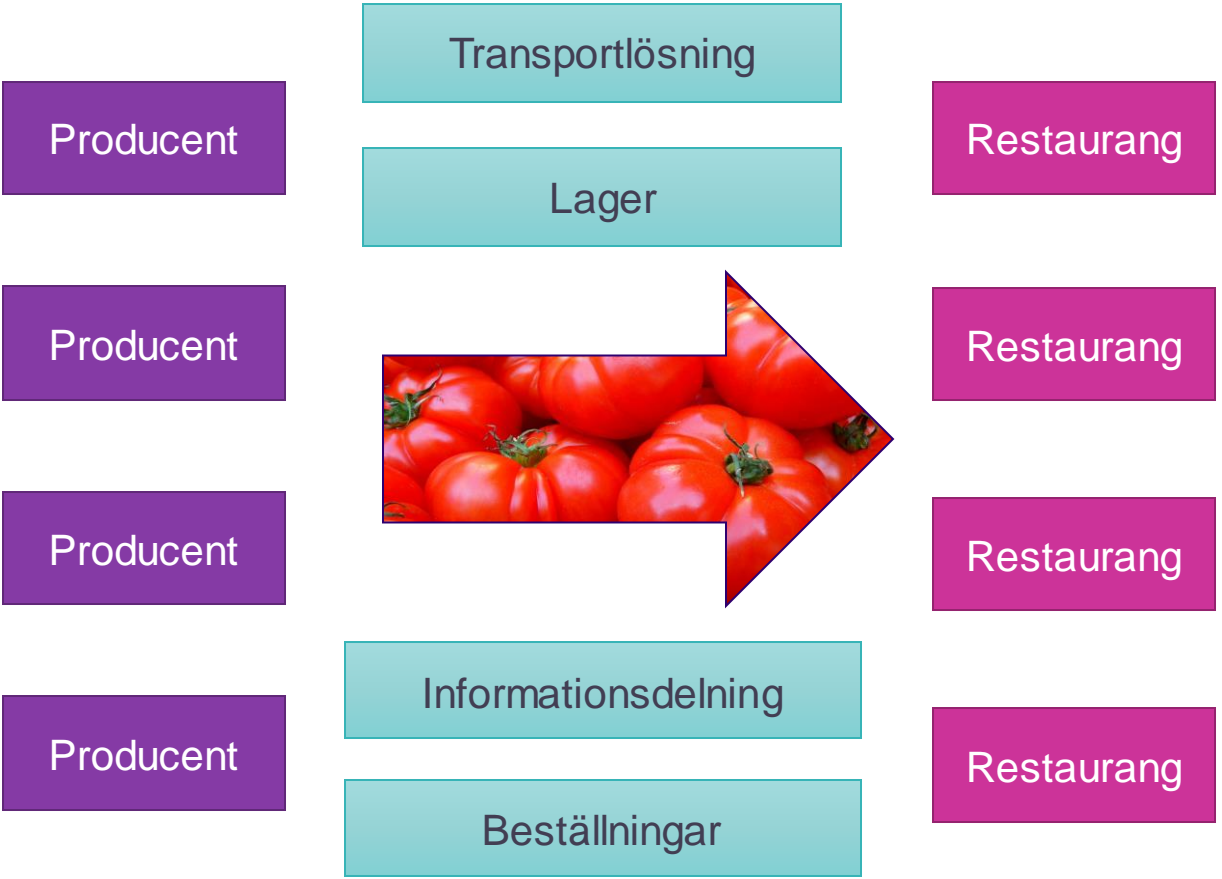 Transportlösning
Producent
Restaurang
Lager
Producent
Restaurang
Producent
Restaurang
Informationsdelning
Producent
Restaurang
Beställningar